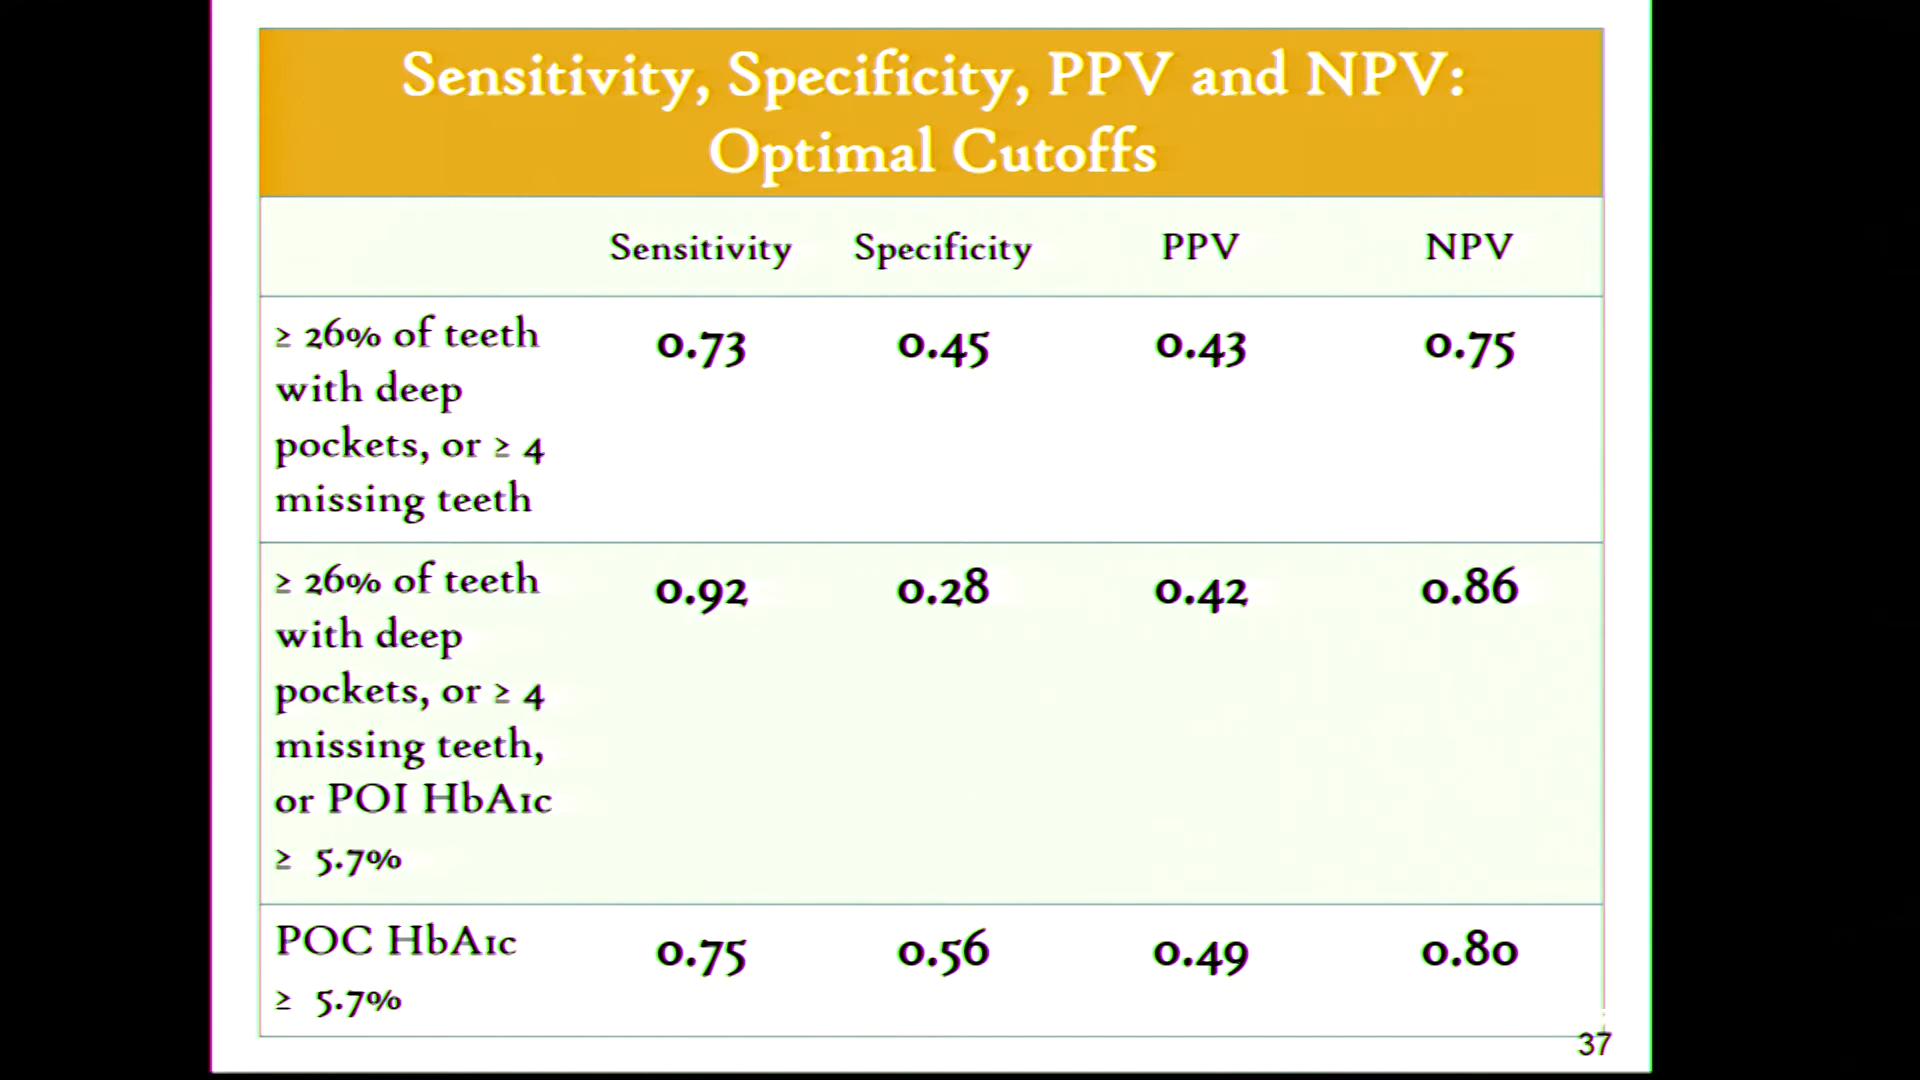 Sensitivity, Specificity, PPV and NPV:
Optimal Cutoffs
Sensitivity Specificity PPV NPV
≥ 26% of teeth
with deep
pockets, or ≥ 4
missing teeth
0.73 0.45 0.43 0.75
≥ 26% of teeth
with deep
pockets, or ≥ 4
missing teeth,
or POI HbA1c
≥ 5.7%
0.92 0.28 0.42 0.86
POC HbA1c
≥ 5.7%
0.75 0.56 0.49 0.80
37